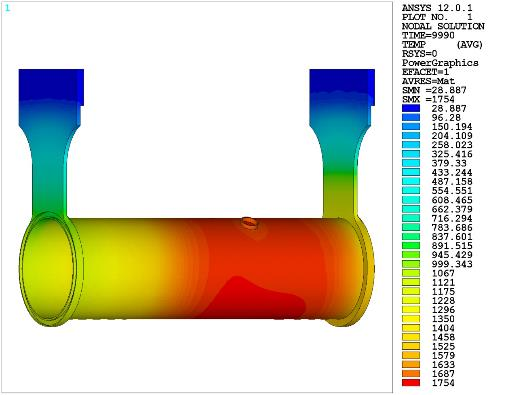 1
ANSYS 12.0.1
PLOT NO.   1
NODAL SOLUTION
TIME=9990
TEMP     (AVG)
RSYS=0
PowerGraphics
EFACET=1
AVRES=Mat
SMN =28.887
SMX =1754
28.887
96.28
150.194
204.109
258.023
325.416
379.33
433.244
487.158
554.551
608.465
662.379
716.294
783.686
837.601
891.515
945.429
999.343
1067
1121
1175
1228
1296
1350
1404
1458
1525
1579
1633
1687
1754